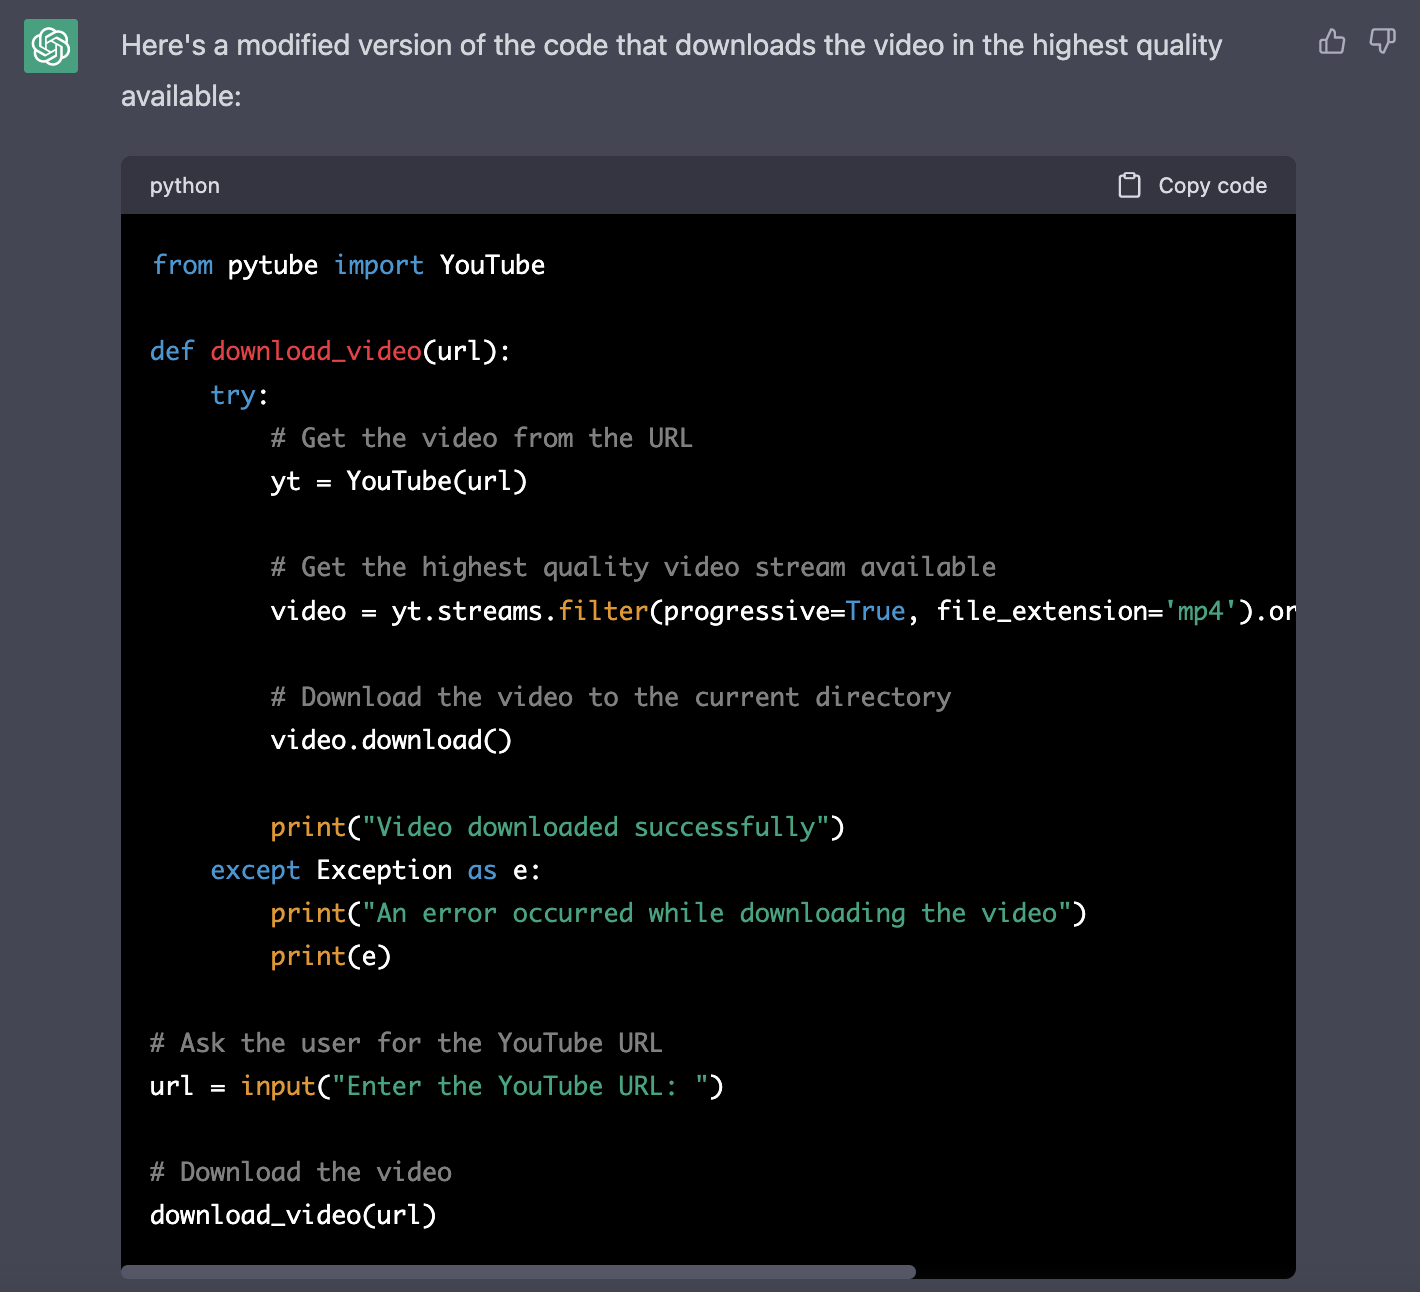 Here's a modified version of the code that downloads the video in the highest quality
available:
python
Copy code
from pytube import YouTube
def download_video(url):
try:
# Get the video from the URL
yt = YouTube(url)
# Get the highest quality video stream available
video = yt.streams.filter(progressive=True, file_extension='mp4').or
# Download the video to the current directory
video.download()
print("Video downloaded successfully")
except Exception as e:
print("An error occurred while downloading the video")
print(e)
# Ask the user for the YouTube URL
url = input("Enter the YouTube URL: ")
# Download the video
download_video(url)